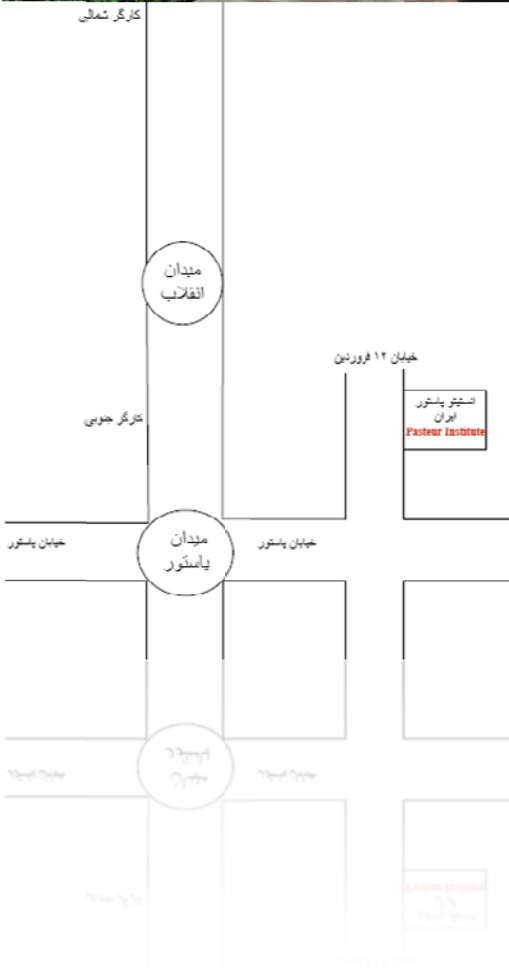 کارگر شمالی
میدان
انقلاب
خیابان ۱۲ فروردین
انستیتو پاستور
ایران
Pasteur Institute
کارگر جنوبی
میدان
پاستور
خیابان پاستور
خیابان پاستور